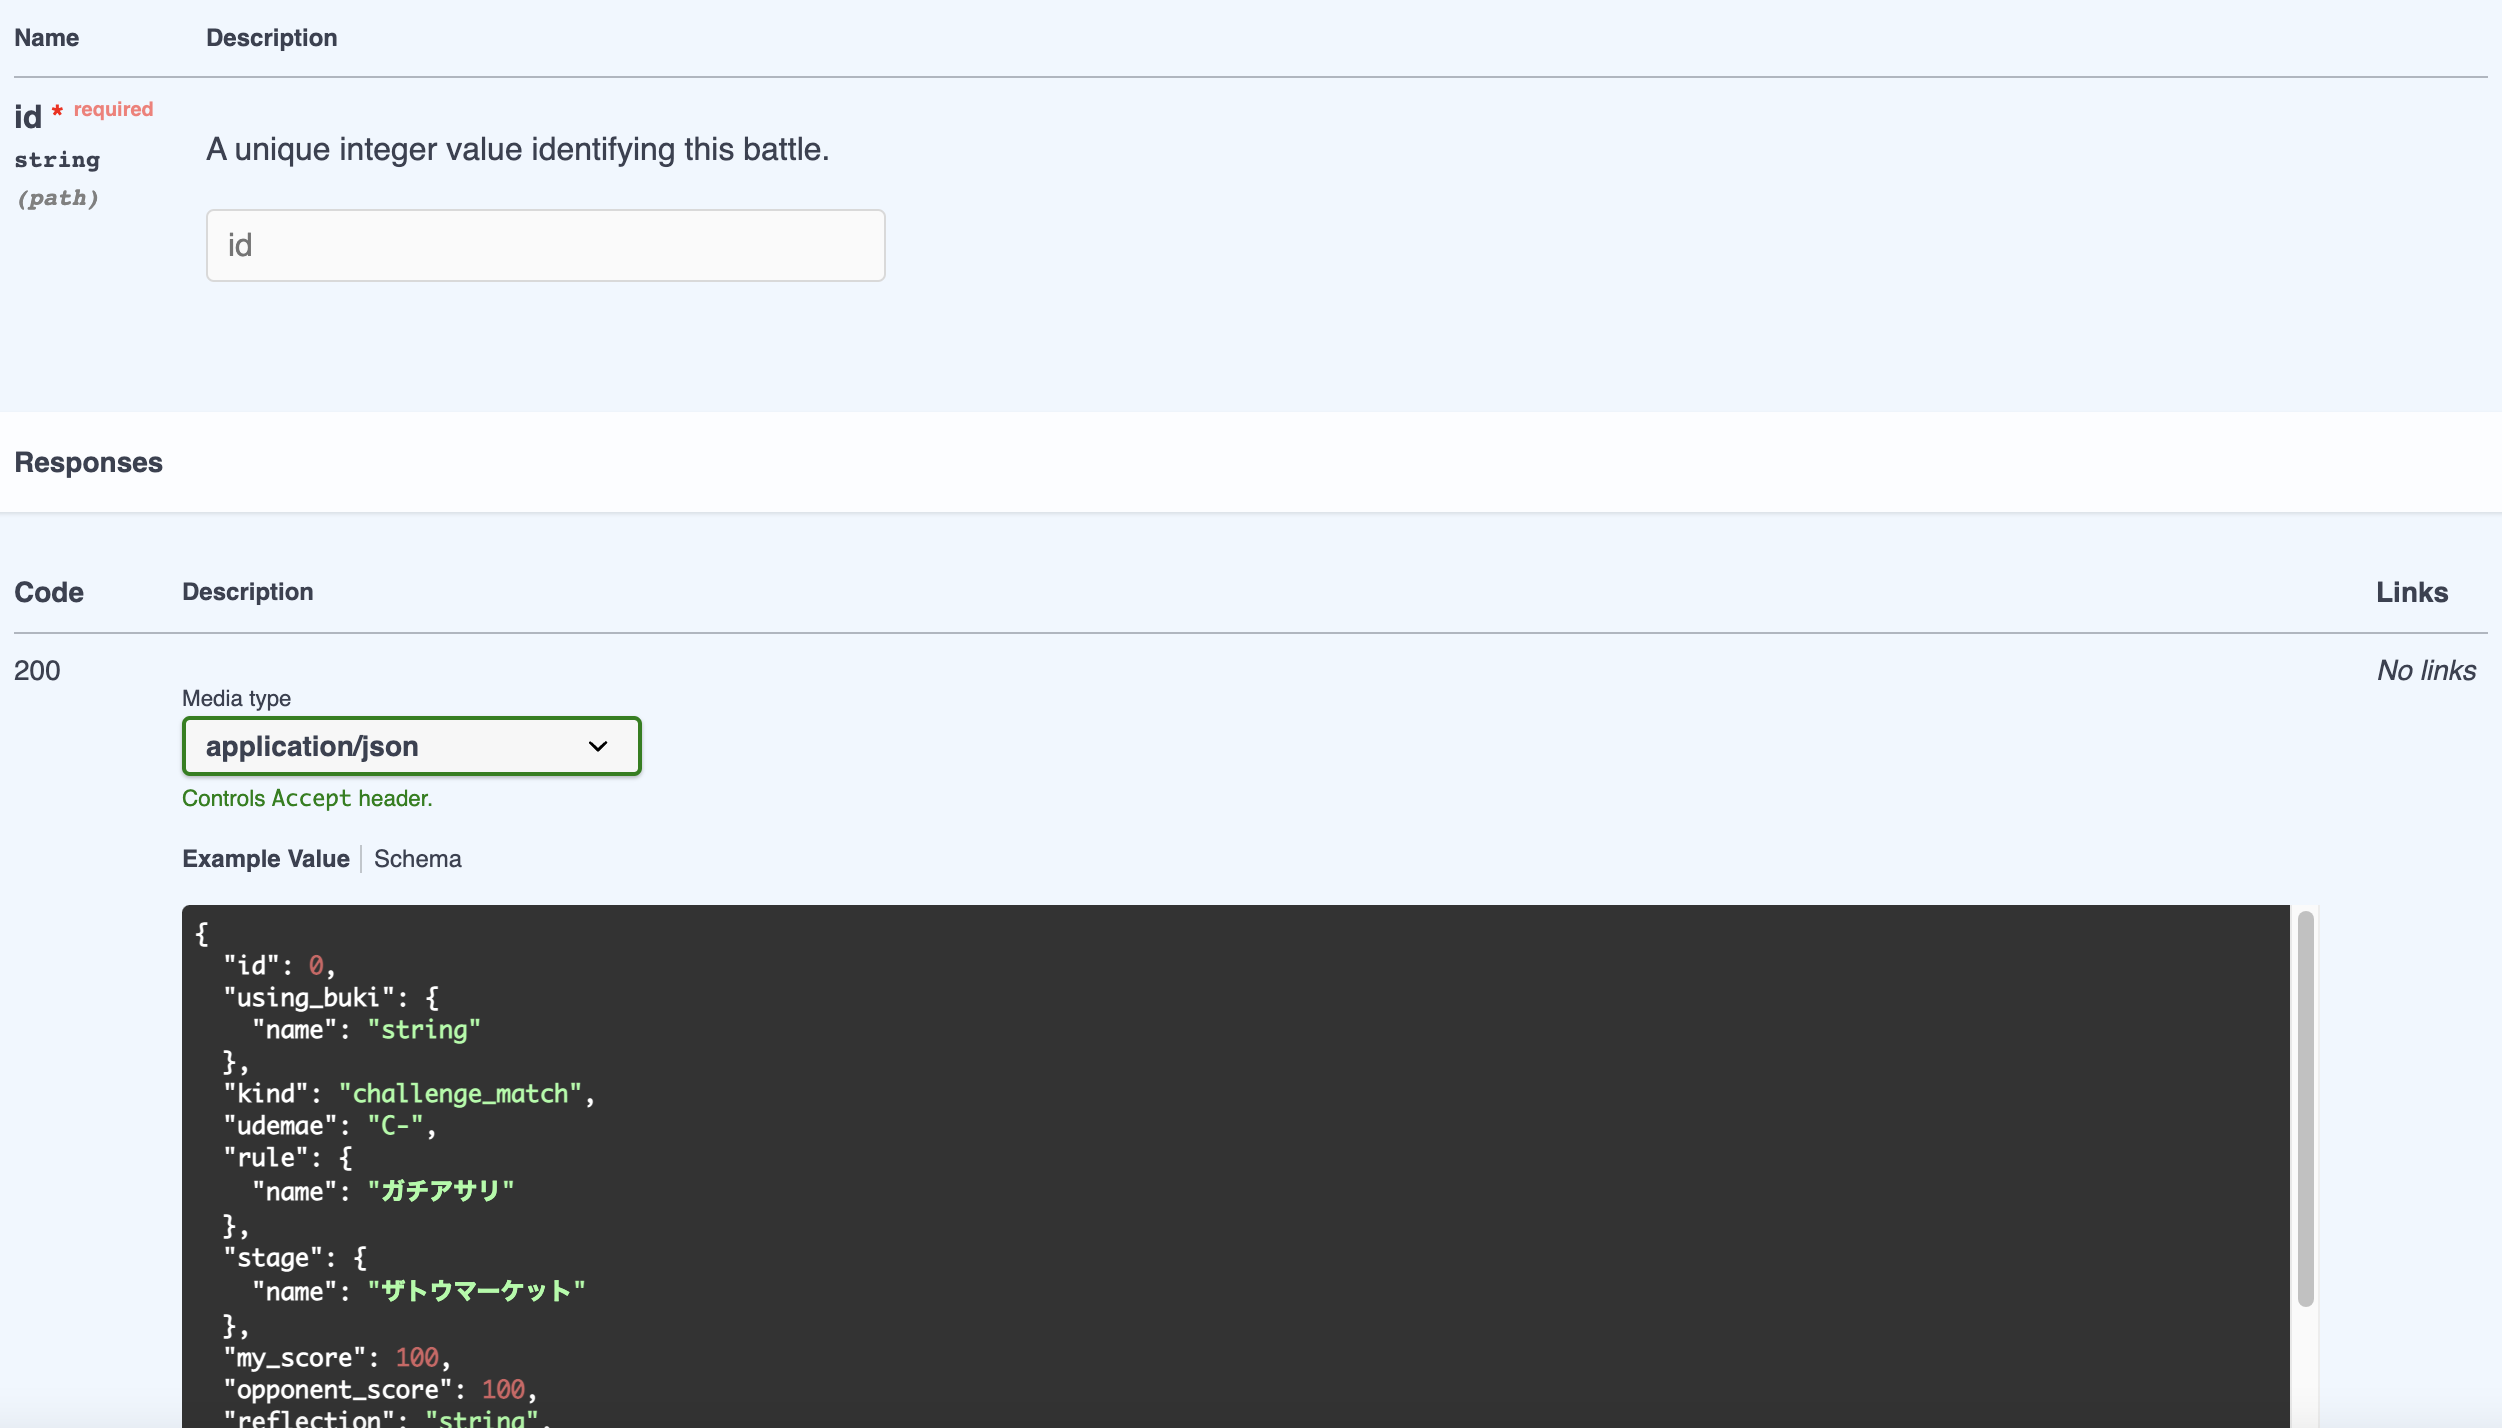 Name Description
id * required
string
(path)
A unique integer value identifying this battle.
id
Responses
Code Description Links
200
No links
Media type
application/json
Controls Accept header.
Example Value Schema
{
  "id": 0,
  "using_buki": {
    "name": "string"
  },
  "kind": "challenge_match",
  "udemae": "C-",
  "rule": {
    "name": "ガチアサリ"
  },
  "stage": {
    "name": "ザトウマーケット"
  },
  "my_score": 100,
  "opponent_score": 100,
  "reflection": "string",